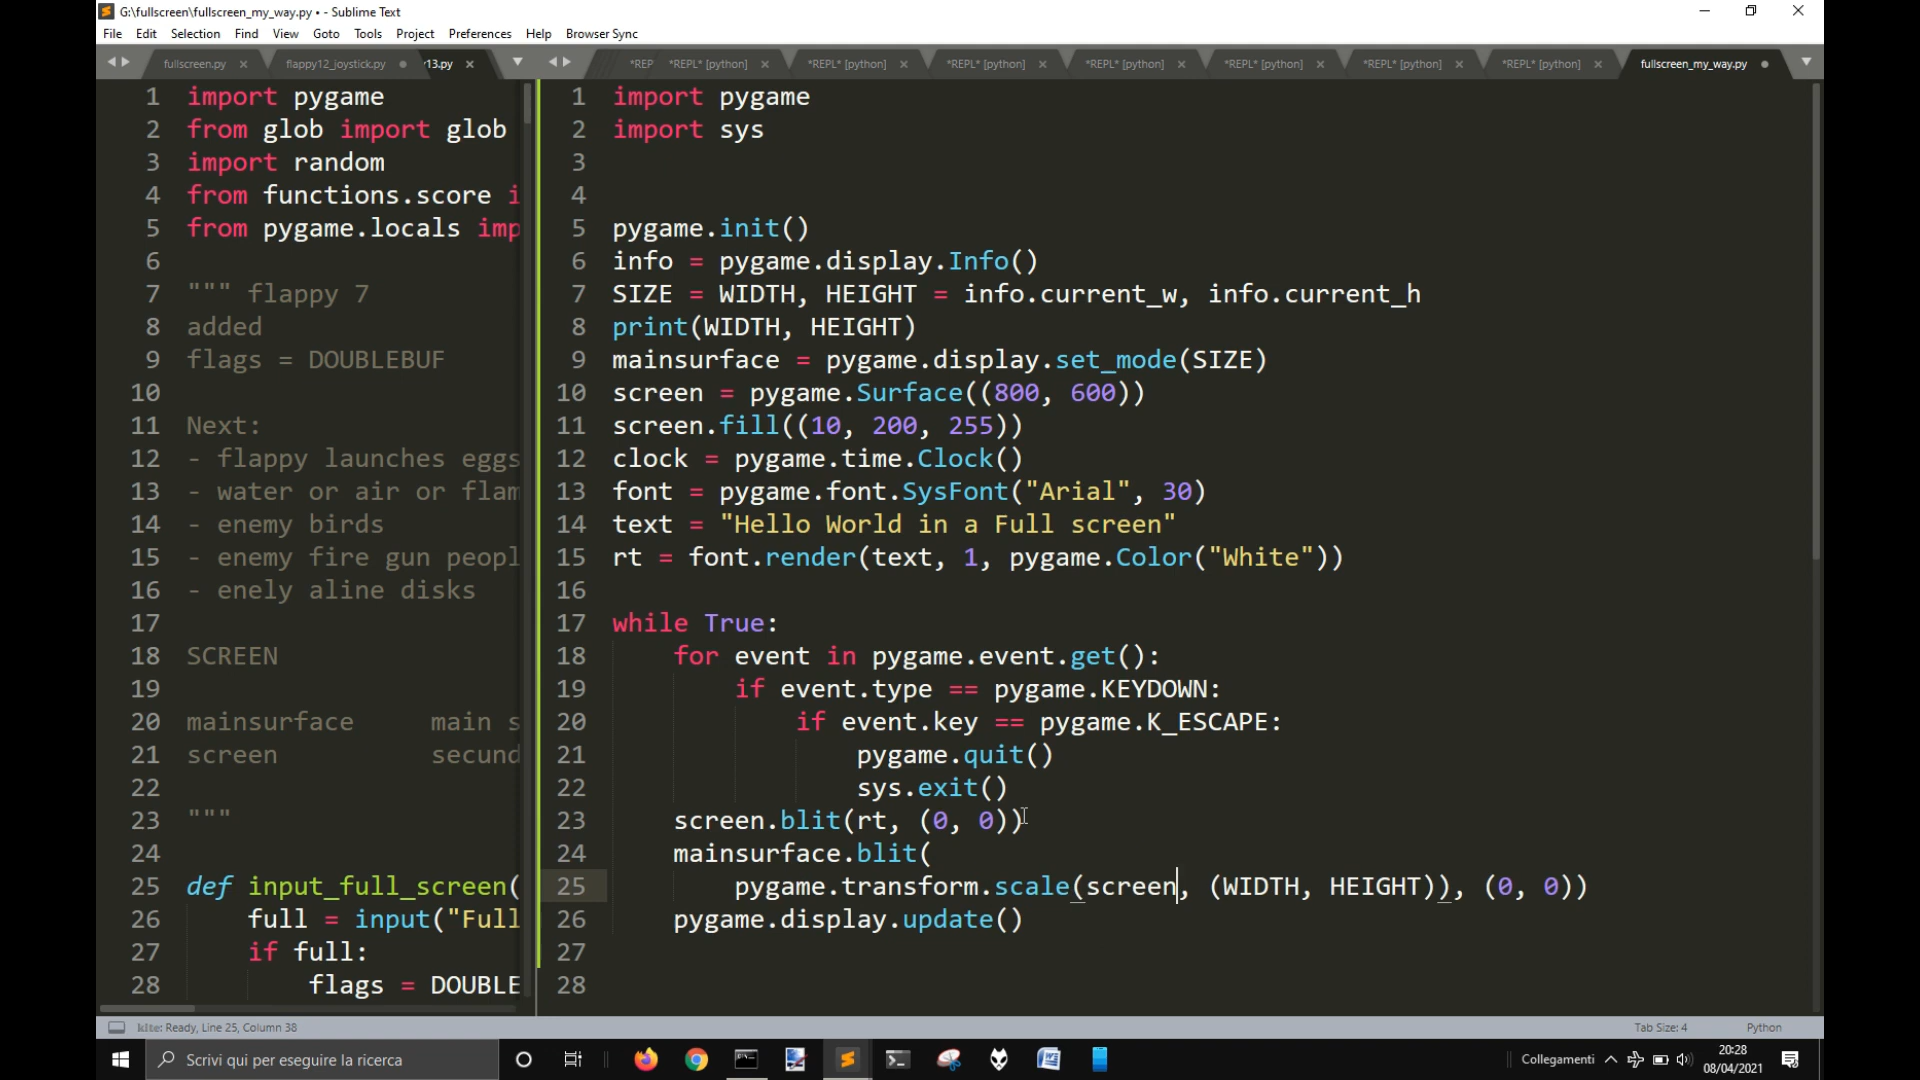 G:\fullscreen\fullscreen_my_way.py • - Sublime Text
File Edit Selection Find View Goto Tools Project Preferences Help Browser Sync
fullscreen.py flappy12_joystick.py y13.py *REP *REPL* [python] *REPL* [python] *REPL* [python] *REPL* [python] *REPL* [python] *REPL* [python] *REPL* [python] fullscreen_my_way.py
1 import pygame
2 from glob import glob
3 import random
4 from functions.score i
5 from pygame.locals imp
6
7 """ flappy 7
8 added
9 flags = DOUBLEBUF
10
11 Next:
12 - flappy launches eggs
13 - water or air or flam
14 - enemy birds
15 - enemy fire gun peopl
16 - enely aline disks
17
18 SCREEN
19
20 mainsurface main s
21 screen secund
22
23 """
24
25 def input_full_screen(
26 full = input("Full
27 if full:
28 flags = DOUBLE
1 import pygame
2 import sys
3
4
5 pygame.init()
6 info = pygame.display.Info()
7 SIZE = WIDTH, HEIGHT = info.current_w, info.current_h
8 print(WIDTH, HEIGHT)
9 mainsurface = pygame.display.set_mode(SIZE)
10 screen = pygame.Surface((800, 600))
11 screen.fill((10, 200, 255))
12 clock = pygame.time.Clock()
13 font = pygame.font.SysFont("Arial", 30)
14 text = "Hello World in a Full screen"
15 rt = font.render(text, 1, pygame.Color("White"))
16
17 while True:
18 for event in pygame.event.get():
19 if event.type == pygame.KEYDOWN:
20 if event.key == pygame.K_ESCAPE:
21 pygame.quit()
22 sys.exit()
23 screen.blit(rt, (0, 0))
24 mainsurface.blit(
25 pygame.transform.scale(screen, (WIDTH, HEIGHT)), (0, 0))
26 pygame.display.update()
27
28
kite: Ready, Line 25, Column 38 Tab Size: 4 Python
Scrivi qui per eseguire la ricerca Collegamenti 20:28
08/04/2021